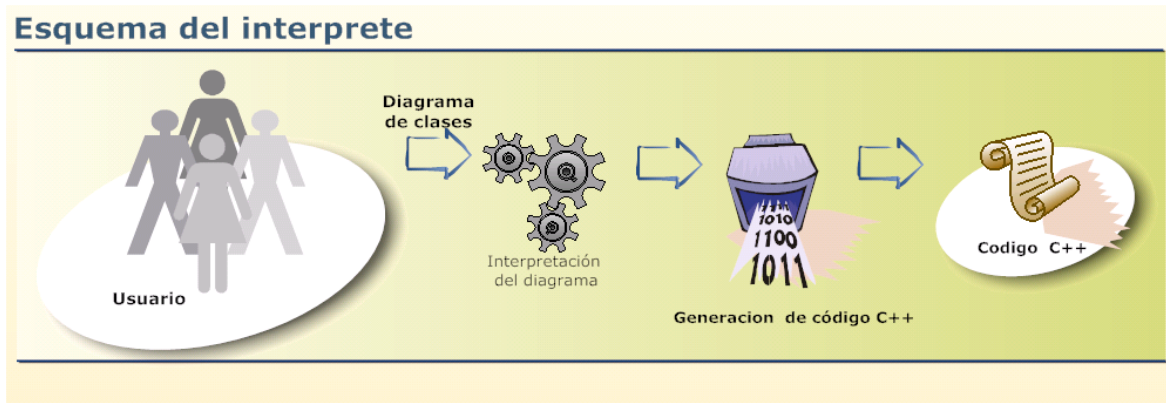 Esquema del interprete
Diagrama
de clases
1010
1100
1011
Interpretación
del diagrama
Usuario
Generacion de código C++
Codigo C++